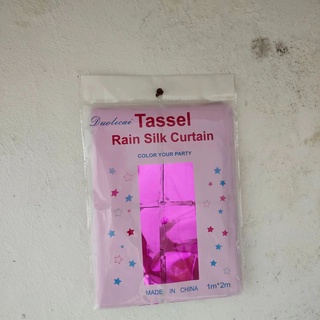 Duolecai Tassel
Rain Silk Curtain
COLOR YOUR PARTY
MADE IN CHINA 1m*2m